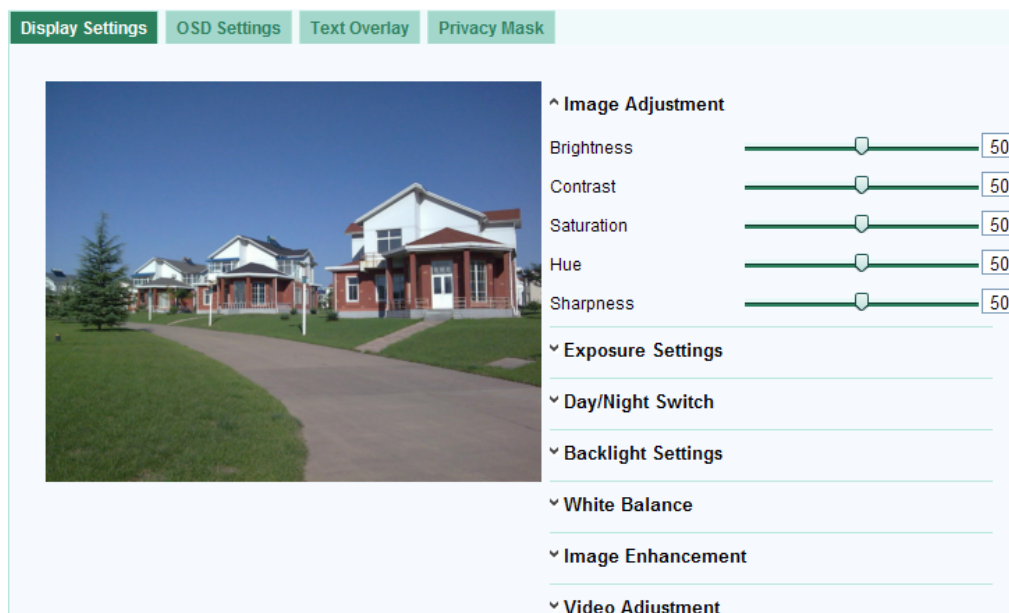 Display Settings OSD Settings Text Overlay Privacy Mask
Image Adjustment
Brightness 50
Contrast 50
Saturation 50
Hue 50
Sharpness 50
Exposure Settings
Day/Night Switch
Backlight Settings
White Balance
Image Enhancement
Video Adjustment